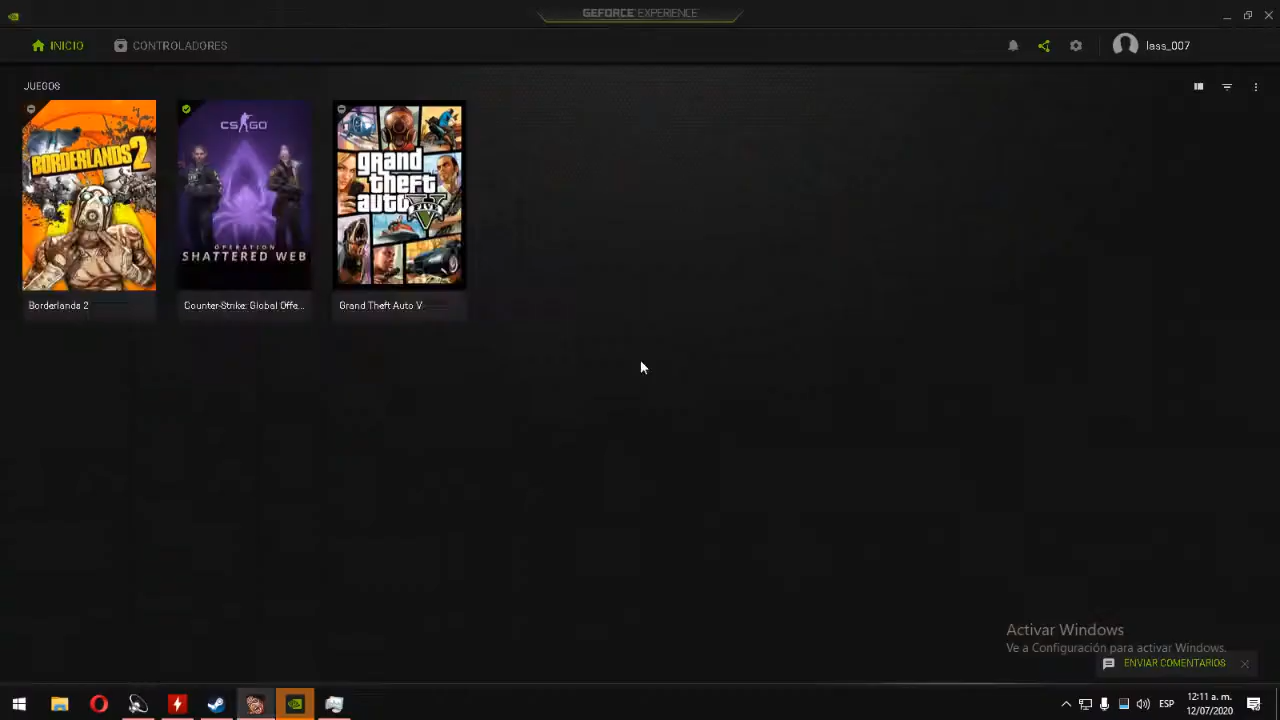 GEFORCE EXPERIENCE
INICIO
CONTROLADORES
lass_007
JUEGOS
BORDERLANDS 2
CS GO
OPERATION
SHATTERED WEB
grand
theft
auto V
FIVE
Borderlands 2
Counter-Strike: Global Offe...
Grand Theft Auto V
Activar Windows
Ve a Configuración para activar Windows.
ENVIAR COMENTARIOS
ESP
12:11 a. m.
12/07/2020